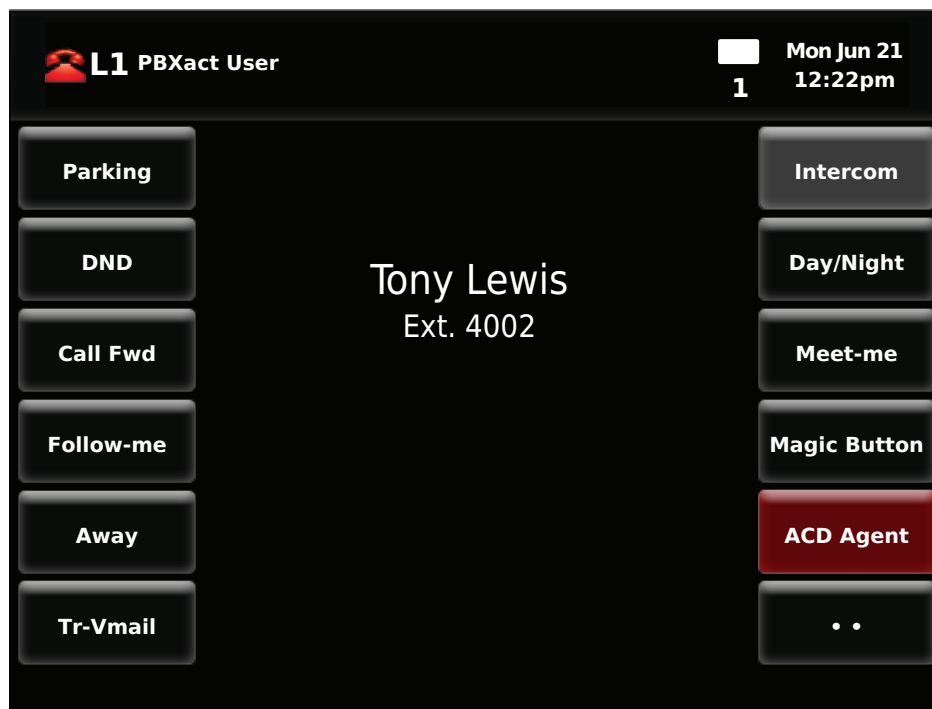 L1 PBXact User
1
Mon Jun 21
12:22pm
Parking
Intercom
DND
Day/Night
Tony Lewis
Ext. 4002
Call Fwd
Meet-me
Follow-me
Magic Button
Away
ACD Agent
Tr-Vmail
• •